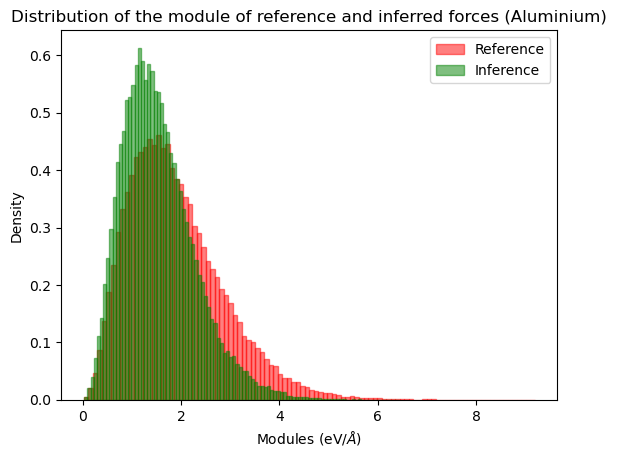 Distribution of the module of reference and inferred forces (Aluminium)
Reference
Inference
Density
0.6
0.5
0.4
0.3
0.2
0.1
0.0
0 2 4 6 8
Modules (eV/Å)